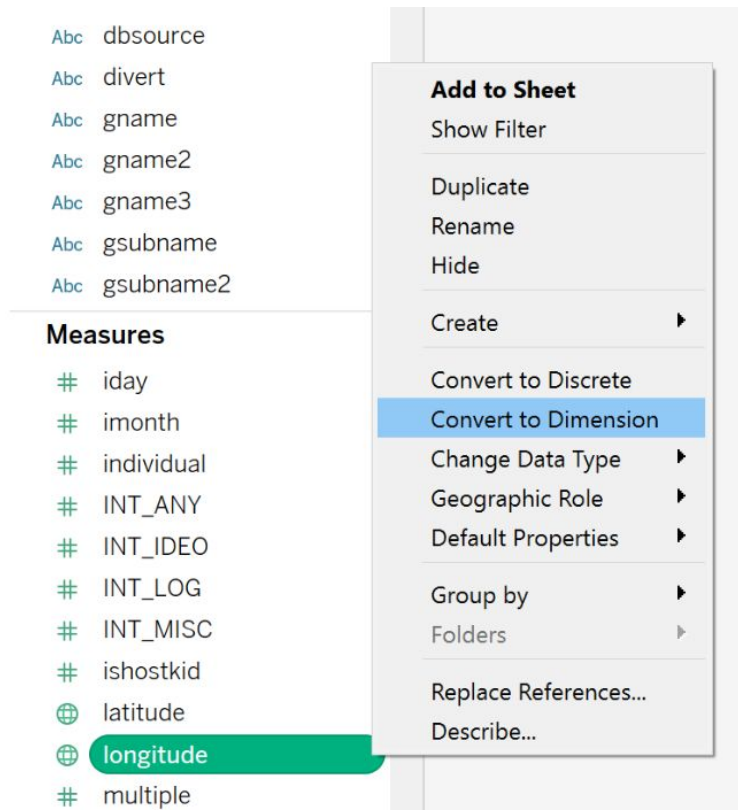 Abc dbsource
Abc divert
Abc gname
Abc gname2
Abc gname3
Abc gsubname
Abc gsubname2
Measures
# iday
# imonth
# individual
# INT_ANY
# INT_IDEO
# INT_LOG
# INT_MISC
# ishostkid
latitude
longitude
# multiple
Add to Sheet
Show Filter
Duplicate
Rename
Hide
Create
Convert to Discrete
Convert to Dimension
Change Data Type
Geographic Role
Default Properties
Group by
Folders
Replace References...
Describe...